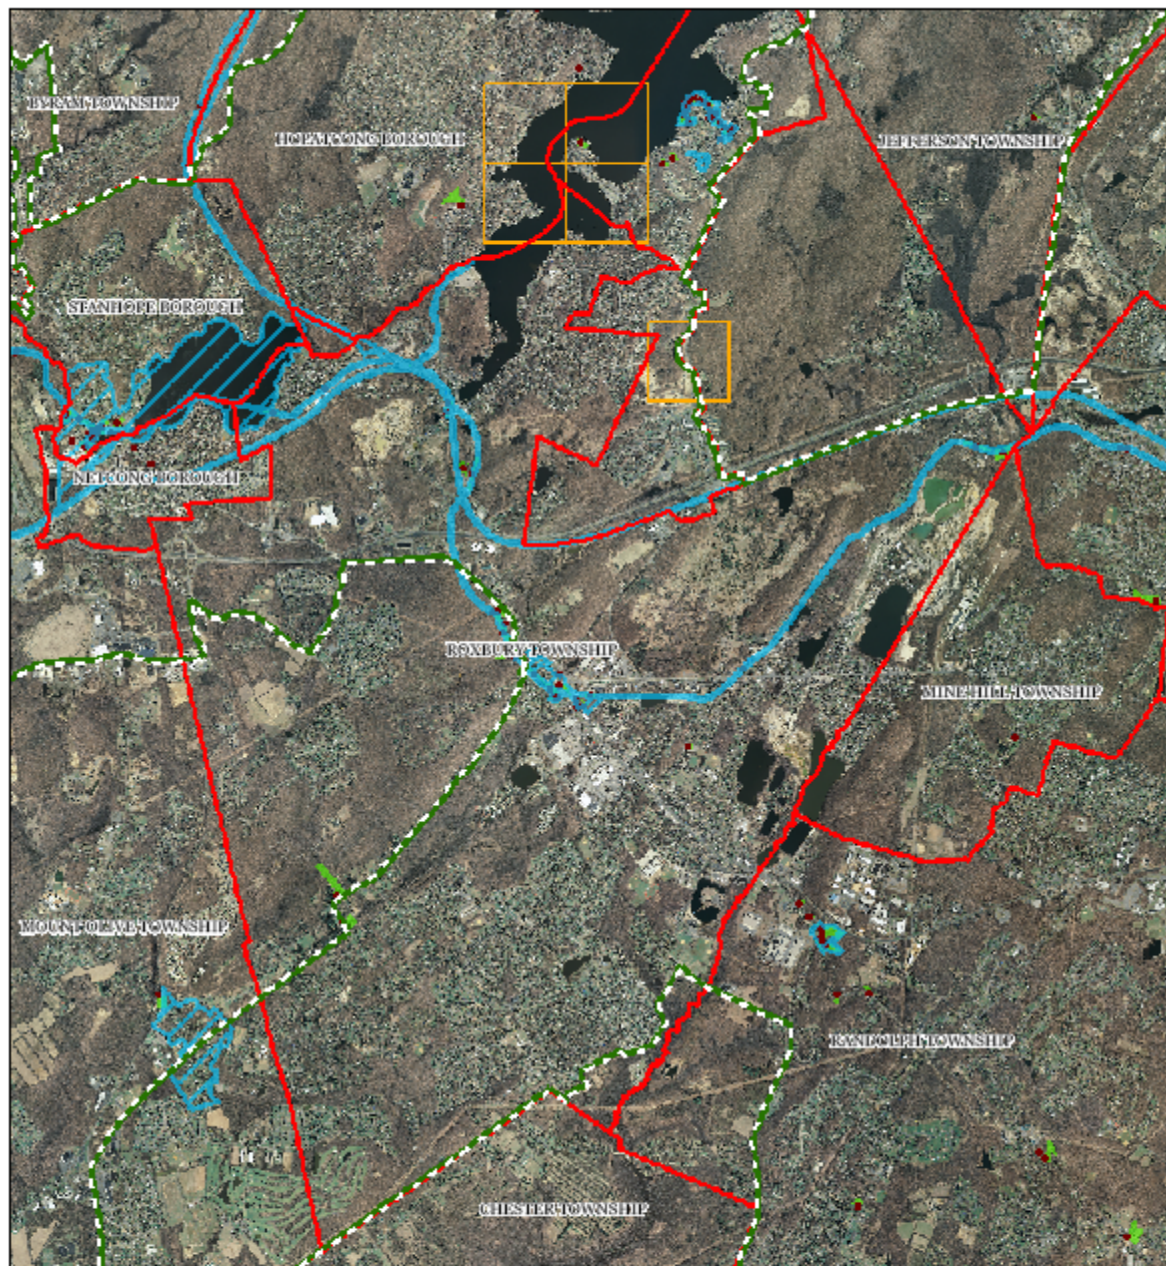 BYRAM TOWNSHIP
HOPATCONG BOROUGH
JEFFERSON TOWNSHIP
STANHOPE BOROUGH
NETCONG BOROUGH
ROXBURY TOWNSHIP
MINE HILL TOWNSHIP
MOUNT OLIVE TOWNSHIP
RANDOLPH TOWNSHIP
CHESTER TOWNSHIP